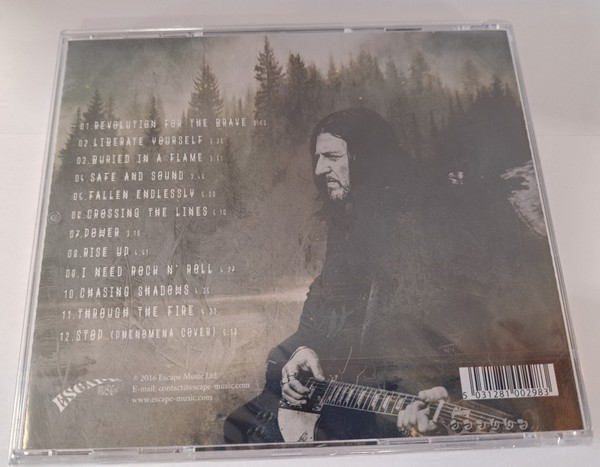 01.REVOLUTION FOR THE BRAVE
02.LIBERATE YOURSELF
03.BURIED IN A FLAME
04.SAFE AND SOUND
05.FALLEN ENDLESSLY
06.CROSSING THE LINES
07.POWER
08.RISE UP
09.I NEED ROCK N' ROLL
10.CHASING SHADOWS
11.THROUGH THE FIRE
12.STOP (PHENOMENA COVER)
ESCAPE
© 2016 Escape Music Ltd.
E-mail: contact@escape-music.com
www.escape-music.com
5 031281 002983